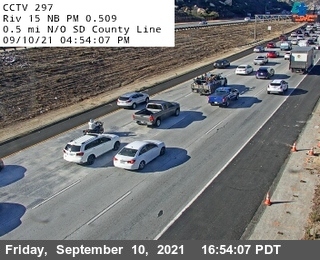 CCTV 297
Riv 15 NB PM 0.509
0.5 mi N/O SD County Line
09/10/21 04:54:07 PM
Friday, September 10, 2021 16:54:07 PDT